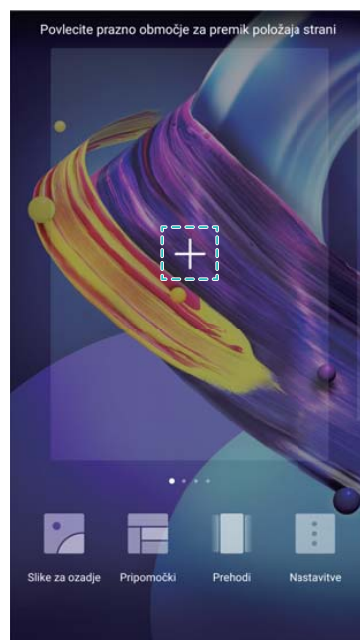 Povlecite prazno območje za premik položaja strani
Slike za ozadje
Pripomočki
Prehodi
Nastavitve